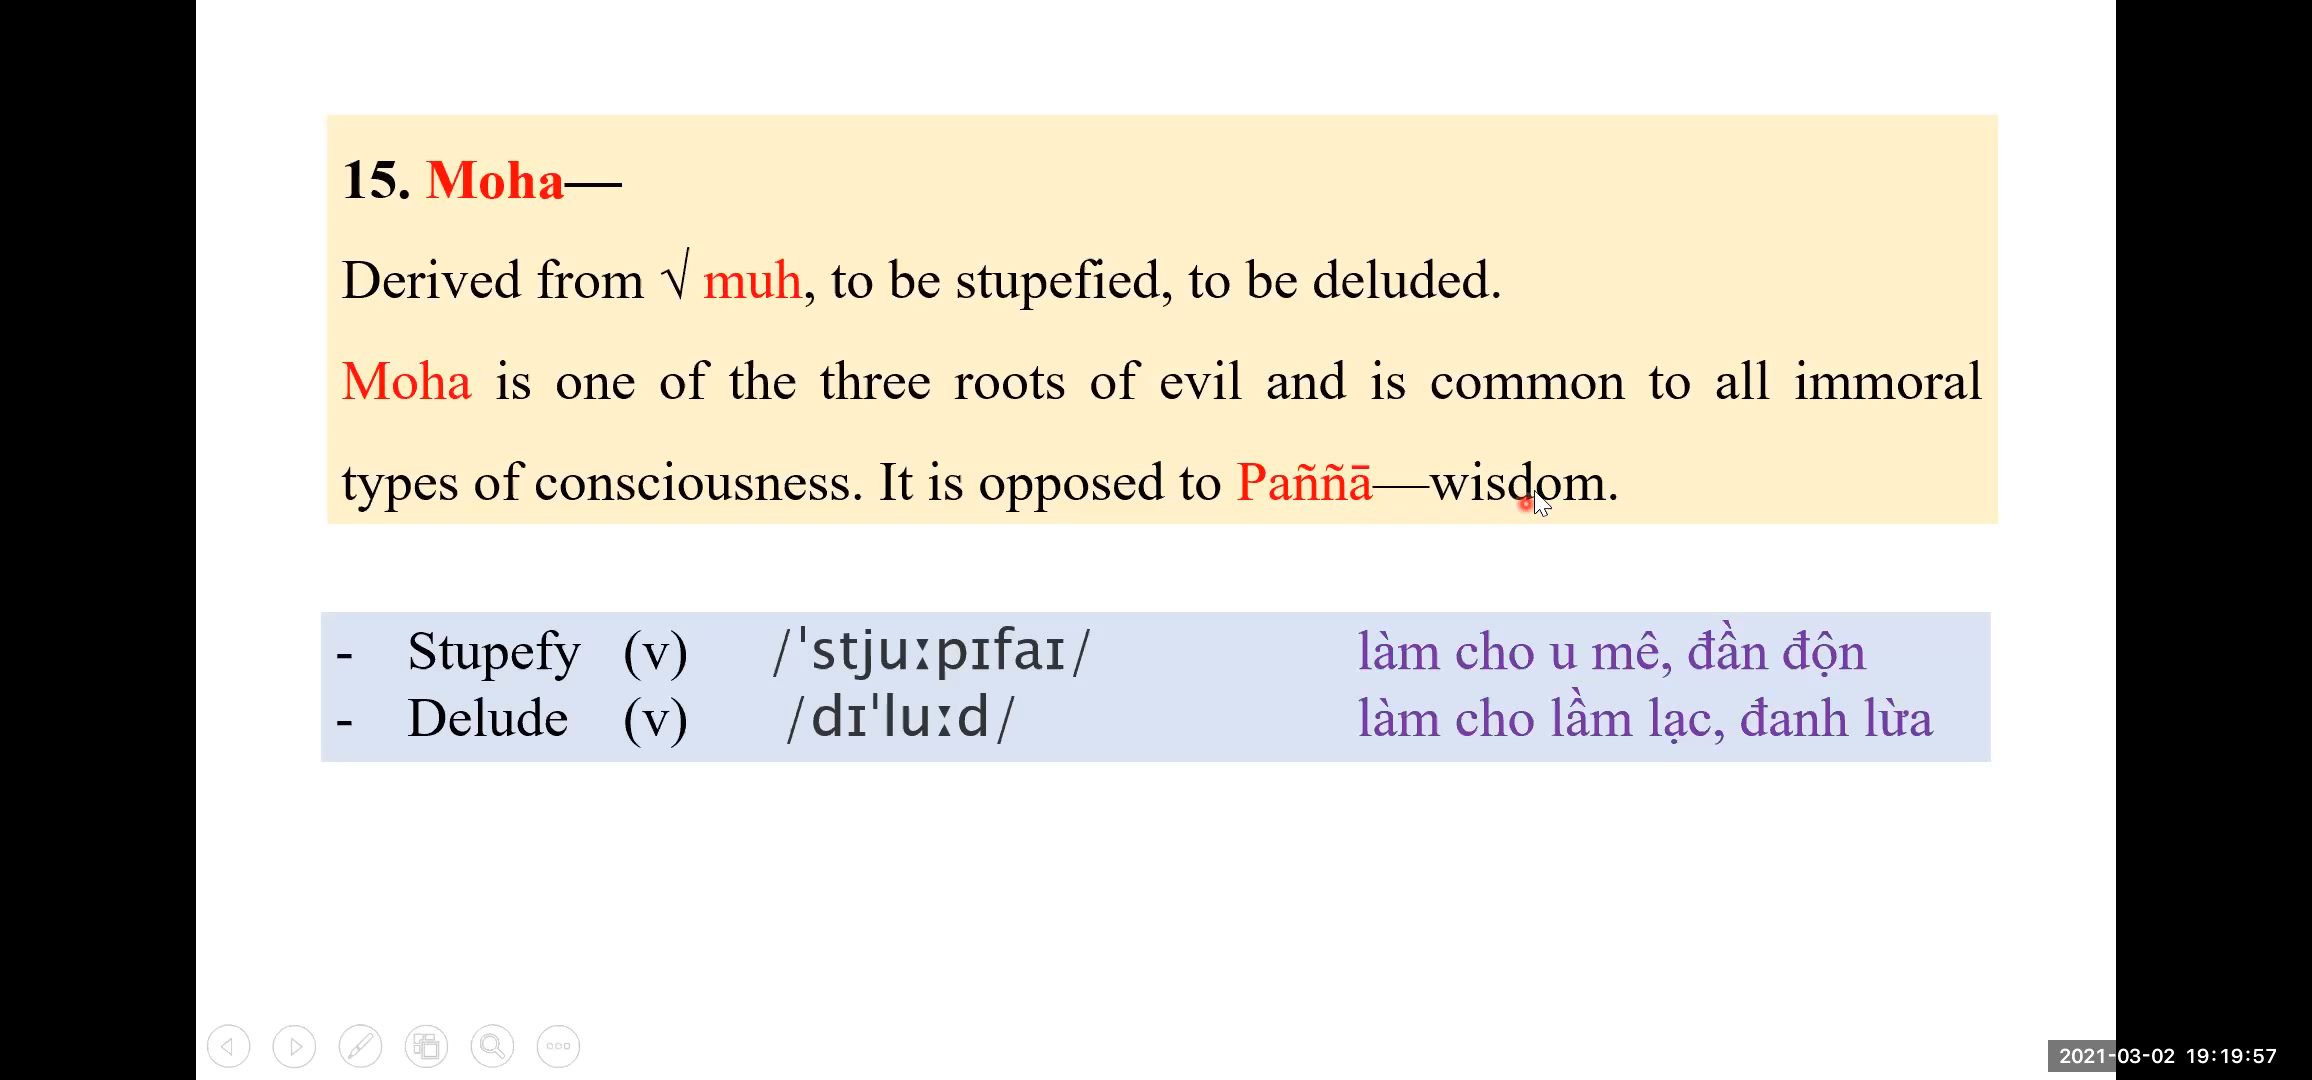 15. Moha—
Derived from √ muh, to be stupefied, to be deluded.
Moha is one of the three roots of evil and is common to all immoral
types of consciousness. It is opposed to Paññā—wisdom.
- Stupefy (v) /ˈstjuːpɪfaɪ/ làm cho u mê, đần độn
- Delude (v) /dɪˈluːd/ làm cho lầm lạc, đanh lừa
2021-03-02 19:19:57